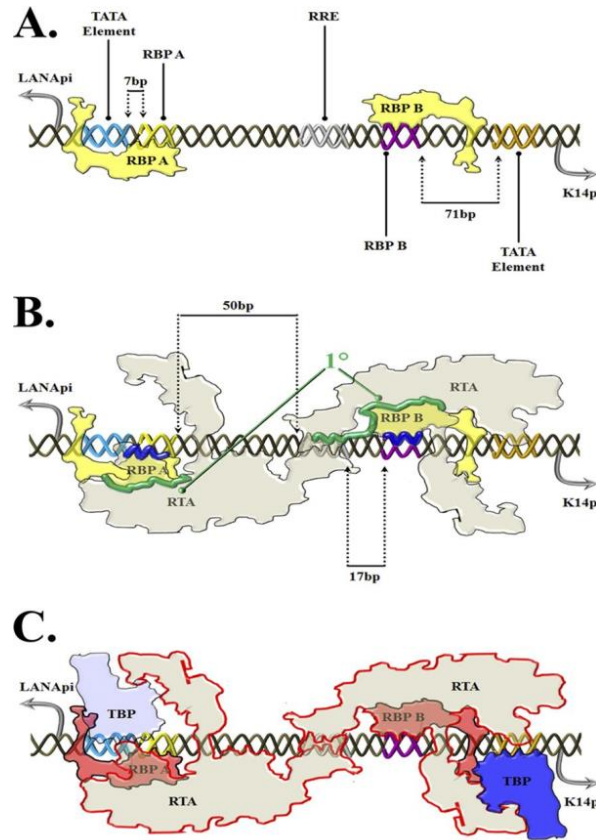 A.
TATA
Element
RBP A
RRE
LANApi
7bp
RBP B
RBP A
K14p
71bp
RBP B
TATA
Element
B.
50bp
1°
LANApi
RTA
RBP B
RBP A
RTA
K14p
17bp
C.
LANApi
TBP
RTA
RBP B
RBP A
RTA
TBP
K14p